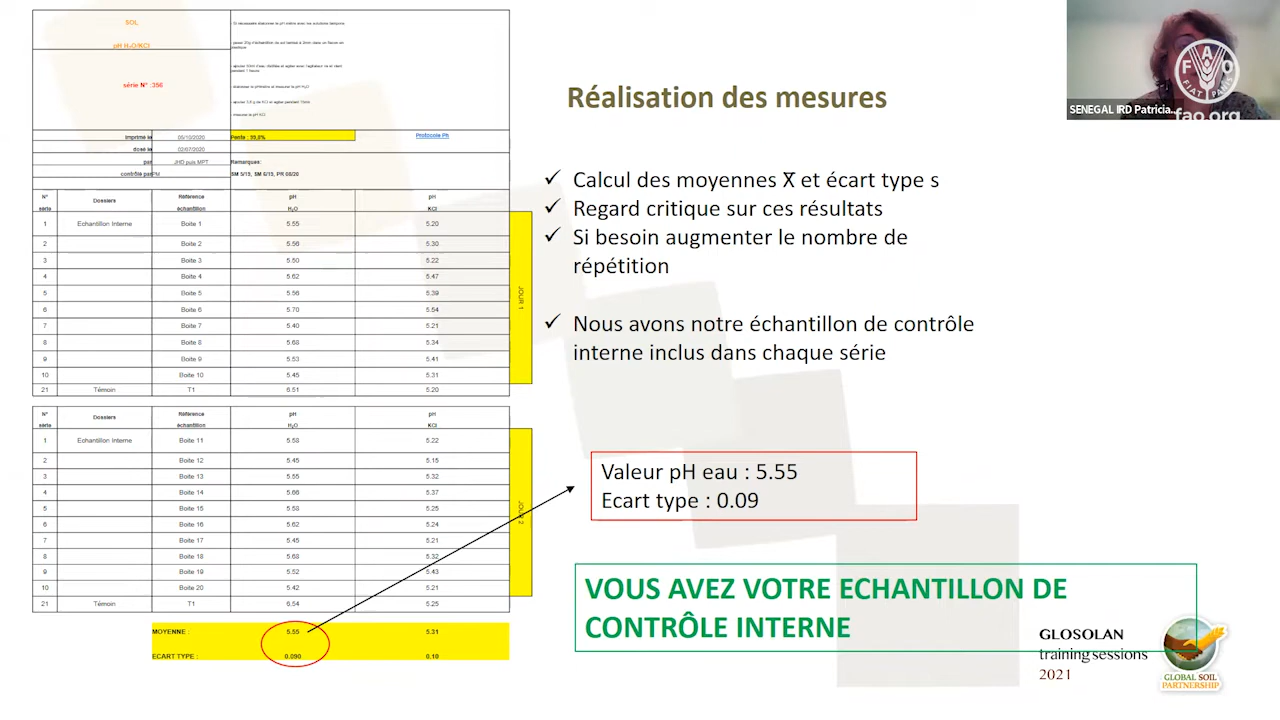 SOL
pH H₂O/KCl
série N° :356
Imprimé le 05/10/2020 Pente : 99,8% Protocole Ph
dosé le 02/07/2020
par JHD puis MPT Remarques:
contrôlé par PM SM 5/15, SM 6/15, PR 08/20
N° série Dossiers Référence échantillon pH H₂O pH KCl
1 Echantillon Interne Boite 1 5.55 5.20
2 Boite 2 5.56 5.30
3 Boite 3 5.50 5.22
4 Boite 4 5.62 5.47
5 Boite 5 5.56 5.39
6 Boite 6 5.70 5.54
7 Boite 7 5.40 5.21
8 Boite 8 5.68 5.34
9 Boite 9 5.53 5.41
10 Boite 10 5.45 5.31
21 Témoin T1 6.51 5.20
JOUR 1
N° série Dossiers Référence échantillon pH H₂O pH KCl
1 Echantillon Interne Boite 11 5.58 5.22
2 Boite 12 5.45 5.15
3 Boite 13 5.55 5.32
4 Boite 14 5.66 5.37
5 Boite 15 5.58 5.25
6 Boite 16 5.62 5.24
7 Boite 17 5.45 5.21
8 Boite 18 5.68 5.32
9 Boite 19 5.52 5.43
10 Boite 20 5.42 5.21
21 Témoin T1 6.54 5.25
JOUR 2
MOYENNE : 5.55 5.31
ECART TYPE : 0.090 0.10
Réalisation des mesures
✓ Calcul des moyennes X̅ et écart type s
✓ Regard critique sur ces résultats
✓ Si besoin augmenter le nombre de
répétition
✓ Nous avons notre échantillon de contrôle
interne inclus dans chaque série
Valeur pH eau : 5.55
Ecart type : 0.09
VOUS AVEZ VOTRE ECHANTILLON DE
CONTRÔLE INTERNE
GLOSOLAN
training sessions
2021
GLOBAL SOIL
PARTNERSHIP
FAO
FIAT PANIS
SENEGAL IRD Patricia...
fao.org